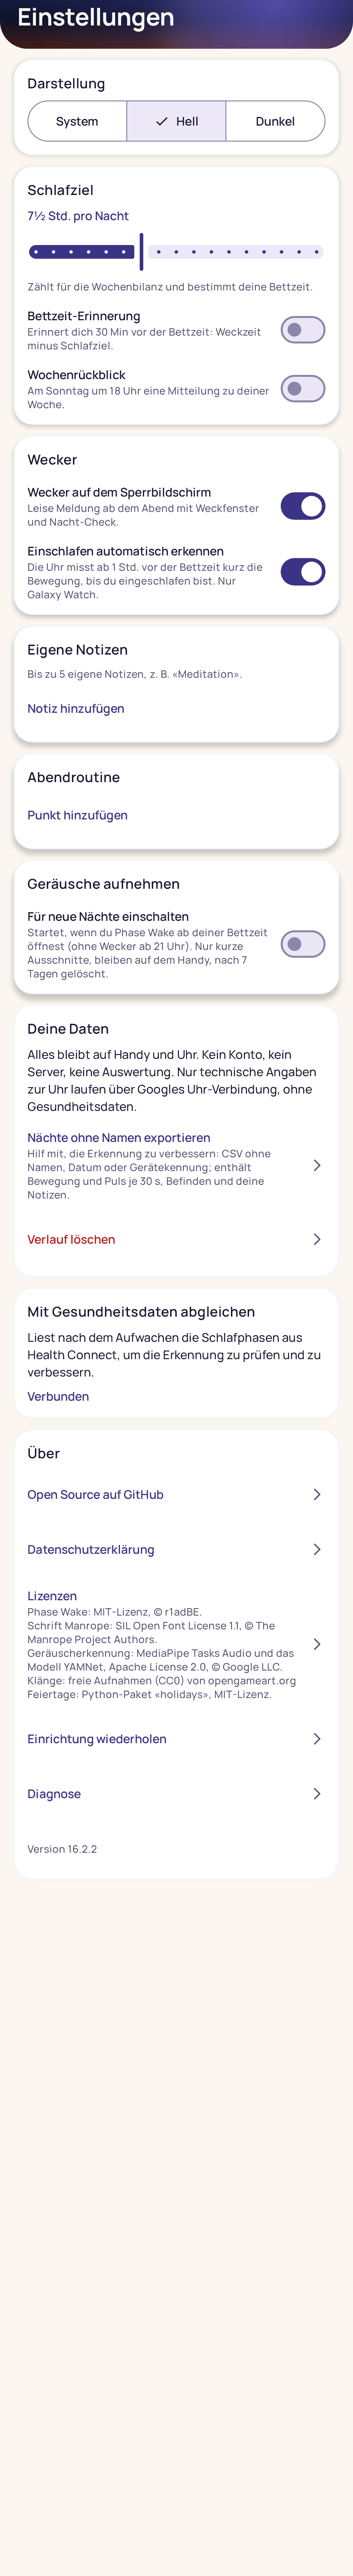 Einstellungen
Darstellung
System
Hell
Dunkel
Schlafziel
7½ Std. pro Nacht
Zählt für die Wochenbilanz und bestimmt deine Bettzeit.
Bettzeit-Erinnerung
Erinnert dich 30 Min vor der Bettzeit: Weckzeit
minus Schlafziel.
Wochenrückblick
Am Sonntag um 18 Uhr eine Mitteilung zu deiner
Woche.
Wecker
Wecker auf dem Sperrbildschirm
Leise Meldung ab dem Abend mit Weckfenster
und Nacht-Check.
Einschlafen automatisch erkennen
Die Uhr misst ab 1 Std. vor der Bettzeit kurz die
Bewegung, bis du eingeschlafen bist. Nur
Galaxy Watch.
Eigene Notizen
Bis zu 5 eigene Notizen, z. B. «Meditation».
Notiz hinzufügen
Abendroutine
Punkt hinzufügen
Geräusche aufnehmen
Für neue Nächte einschalten
Startet, wenn du Phase Wake ab deiner Bettzeit
öffnest (ohne Wecker ab 21 Uhr). Nur kurze
Ausschnitte, bleiben auf dem Handy, nach 7
Tagen gelöscht.
Deine Daten
Alles bleibt auf Handy und Uhr. Kein Konto, kein
Server, keine Auswertung. Nur technische Angaben
zur Uhr laufen über Googles Uhr-Verbindung, ohne
Gesundheitsdaten.
Nächte ohne Namen exportieren
Hilf mit, die Erkennung zu verbessern: CSV ohne
Namen, Datum oder Gerätekennung; enthält
Bewegung und Puls je 30 s, Befinden und deine
Notizen.
Verlauf löschen
Mit Gesundheitsdaten abgleichen
Liest nach dem Aufwachen die Schlafphasen aus
Health Connect, um die Erkennung zu prüfen und zu
verbessern.
Verbunden
Über
Open Source auf GitHub
Datenschutzerklärung
Lizenzen
Phase Wake: MIT-Lizenz, © r1adBE.
Schrift Manrope: SIL Open Font License 1.1, © The
Manrope Project Authors.
Geräuscherkennung: MediaPipe Tasks Audio und das
Modell YAMNet, Apache License 2.0, © Google LLC.
Klänge: freie Aufnahmen (CC0) von opengameart.org
Feiertage: Python-Paket «holidays», MIT-Lizenz.
Einrichtung wiederholen
Diagnose
Version 16.2.2